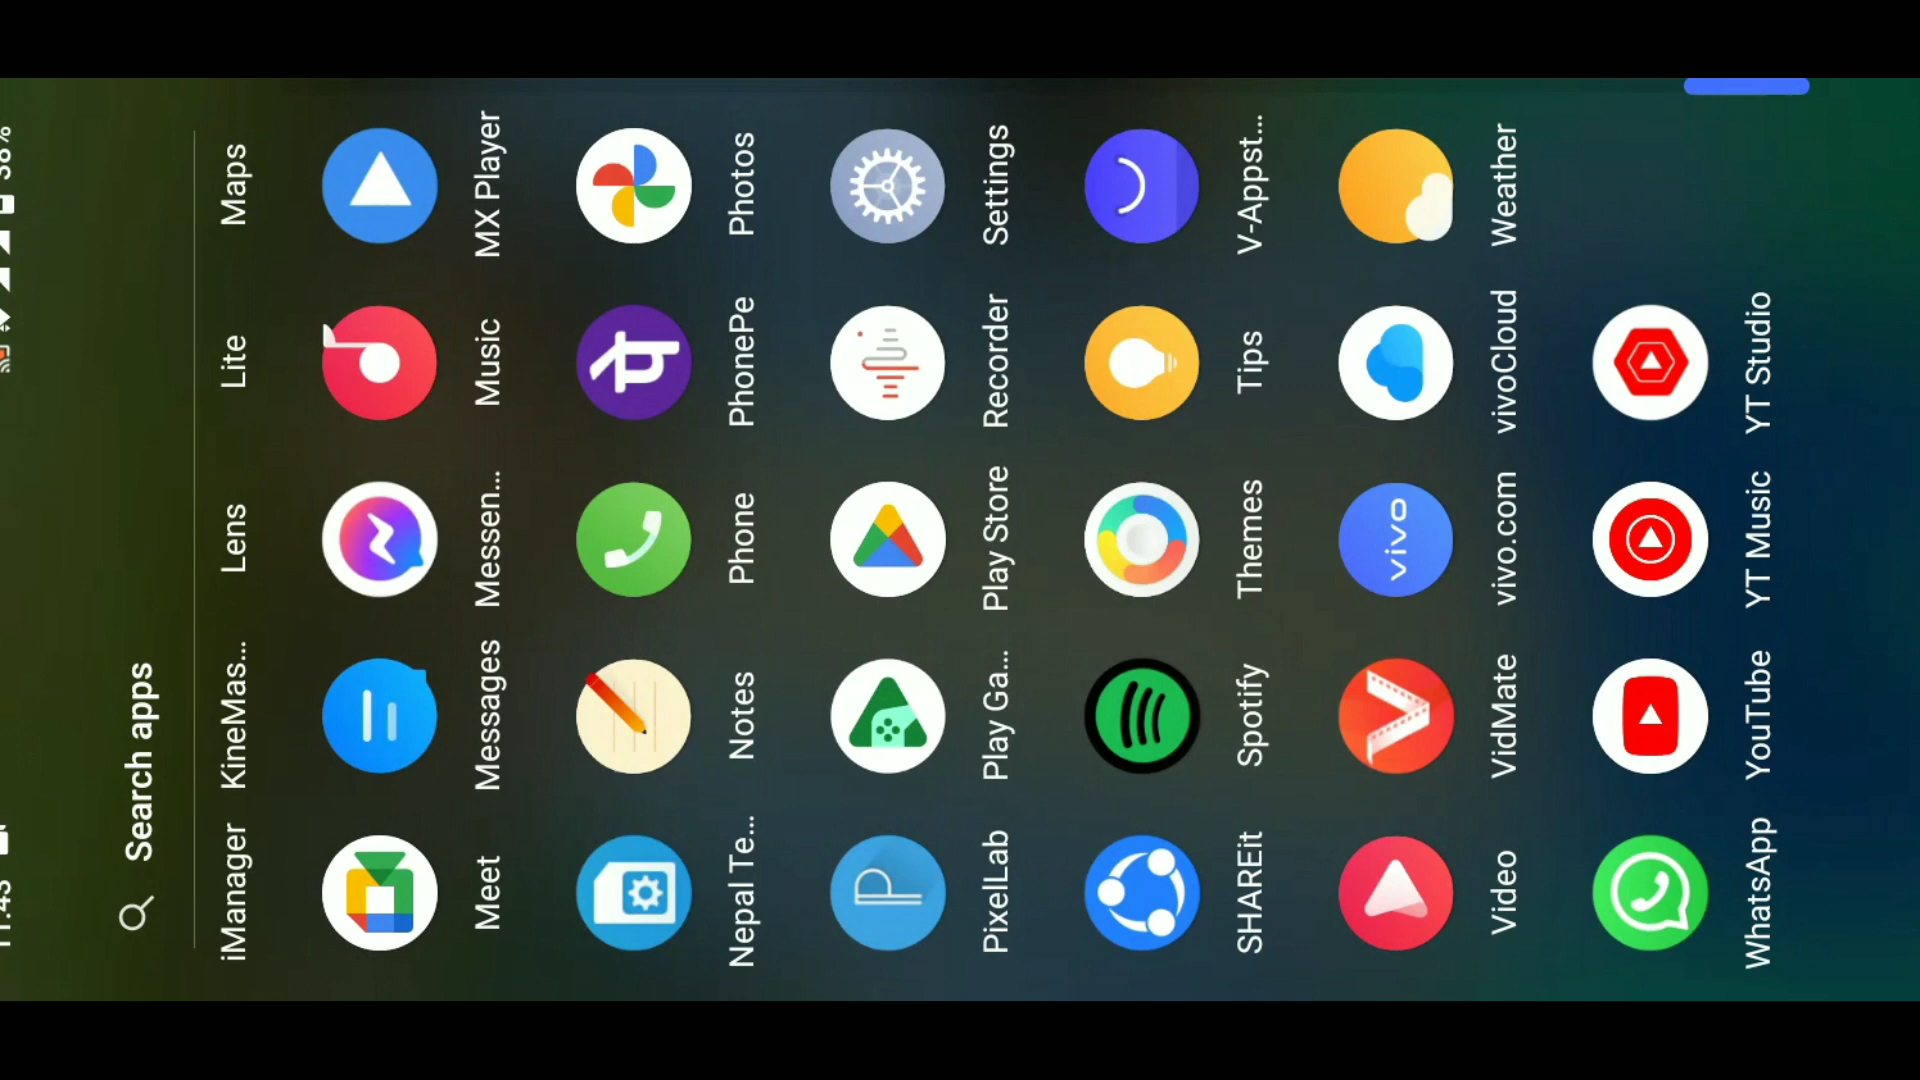 Search apps
iManager KineMas... Lens Lite Maps
Meet Messages Messen... Music MX Player
Nepal Te... Notes Phone PhonePe Photos
PixelLab Play Ga... Play Store Recorder Settings
SHAREit Spotify Themes Tips V-Appst...
vivo
Video VidMate vivo.com vivoCloud Weather
WhatsApp YouTube YT Music YT Studio